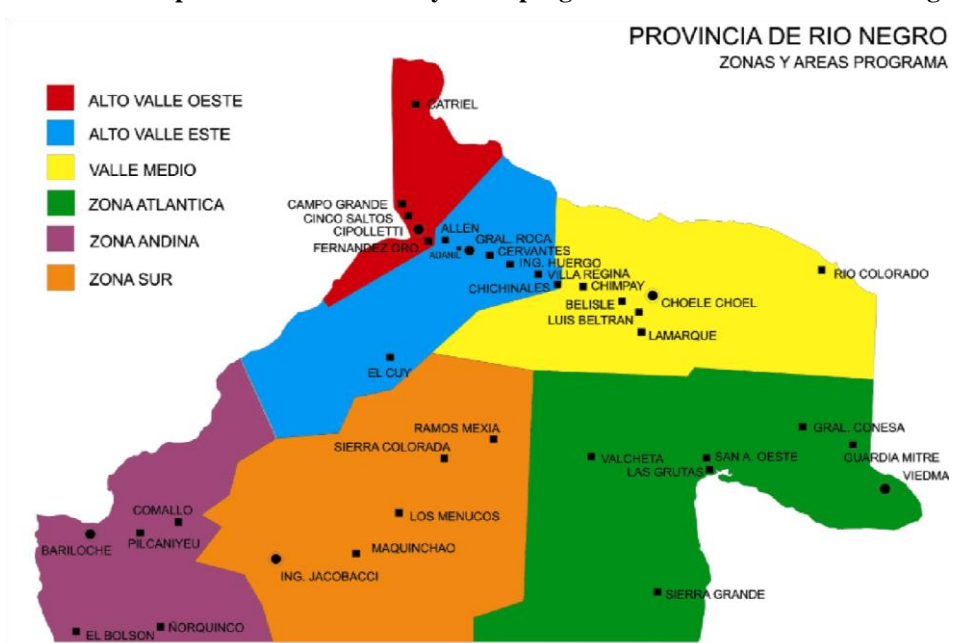 PROVINCIA DE RIO NEGRO
ZONAS Y AREAS PROGRAMA
ALTO VALLE OESTE
ALTO VALLE ESTE
VALLE MEDIO
ZONA ATLANTICA
ZONA ANDINA
ZONA SUR
CATRIEL
CAMPO GRANDE
CINCO SALTOS
CIPOLLETTI
FERNANDEZ ORO
ALLEN
GRAL. ROCA
CERVANTES
ING. HUERGO
VILLA REGINA
CHICHINALES
CHIMPAY
BELISLE
CHOELE CHOEL
LUIS BELTRAN
LAMARQUE
RIO COLORADO
EL CUY
RAMOS MEXIA
SIERRA COLORADA
VALCHETA
SAN A. OESTE
LAS GRUTAS
GRAL. CONESA
GUARDIA MITRE
VIEDMA
COMALLO
BARILOCHE
PILCANIYEU
LOS MENUCOS
MAQUINCHAO
ING. JACOBACCI
SIERRA GRANDE
EL BOLSON
ÑORQUINCO